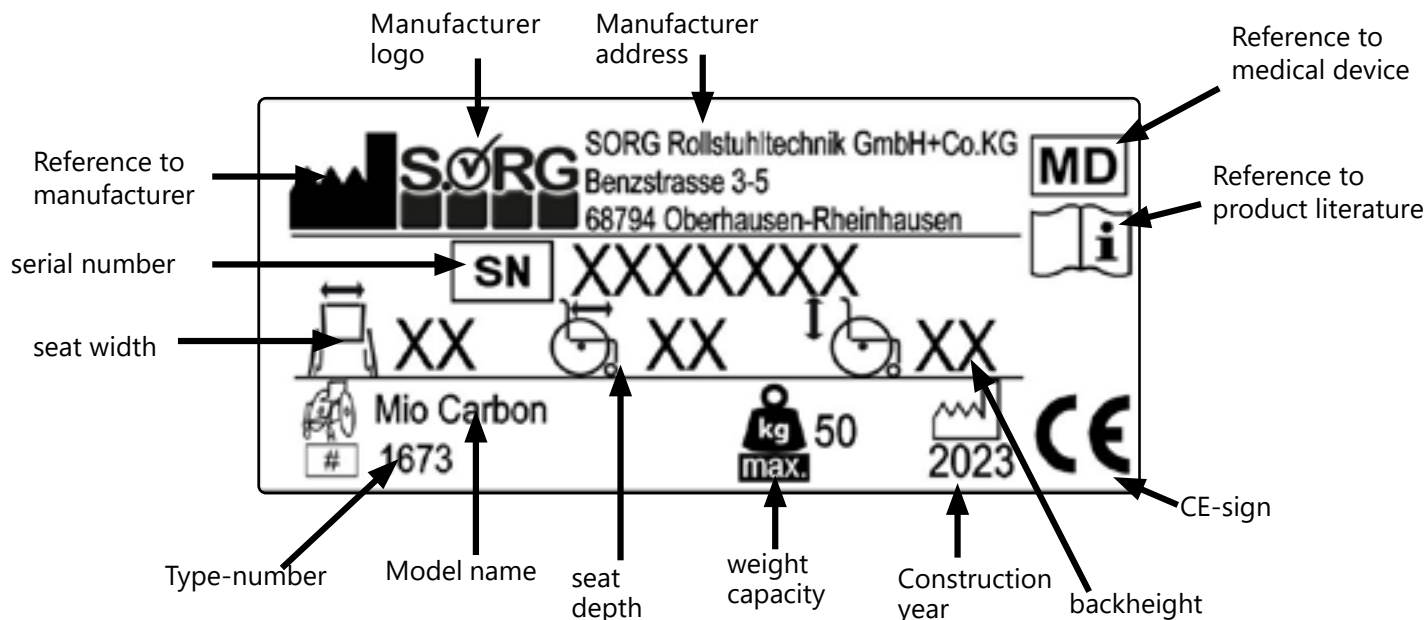 Manufacturer
logo
Manufacturer
address
Reference to
medical device
Reference to
manufacturer
S.ORG
SORG Rollstuhltechnik GmbH+Co.KG
Benzstrasse 3-5
68794 Oberhausen-Rheinhausen
MD
Reference to
product literature
i
serial number
SN XXXXXXX
seat width
XX XX XX
Mio Carbon
# 1673
kg 50
max.
2023
CE
CE-sign
Type-number
Model name
seat
depth
weight
capacity
Construction
year
backheight